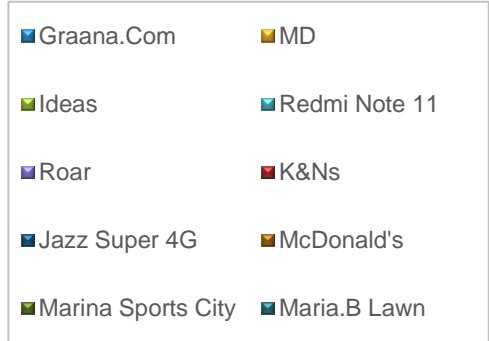 Graana.Com MD
Ideas Redmi Note 11
Roar K&Ns
Jazz Super 4G McDonald's
Marina Sports City Maria.B Lawn